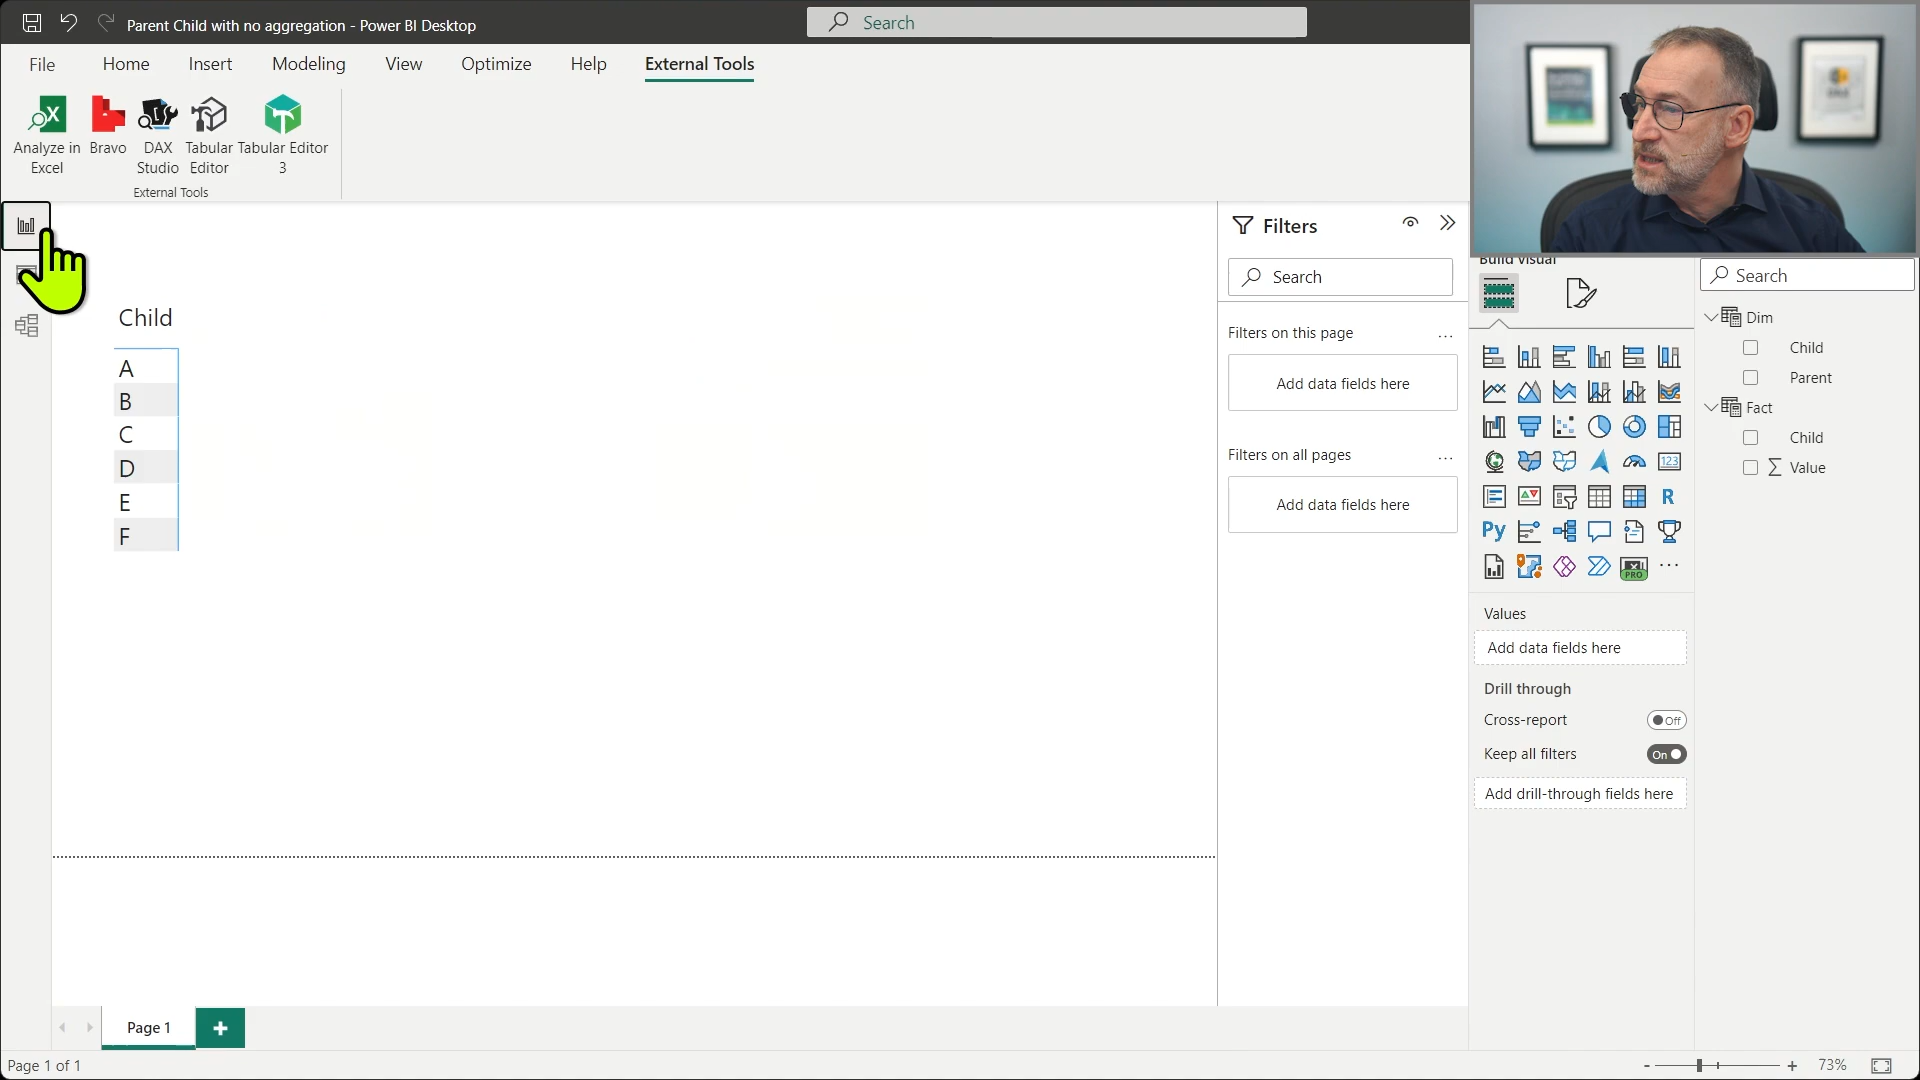 Parent Child with no aggregation - Power BI Desktop
Search
File
Home
Insert
Modeling
View
Optimize
Help
External Tools
Analyze in
Excel
Bravo
DAX
Studio
Tabular
Editor
Tabular Editor
3
External Tools
Child
A
B
C
D
E
F
Filters
Search
Filters on this page
...
Add data fields here
Filters on all pages
...
Add data fields here
Build visual
123
R
Py
PRO
...
Values
Add data fields here
Drill through
Cross-report
Off
Keep all filters
On
Add drill-through fields here
Search
Dim
Child
Parent
Fact
Child
Σ Value
Page 1
+
Page 1 of 1
- + 73%